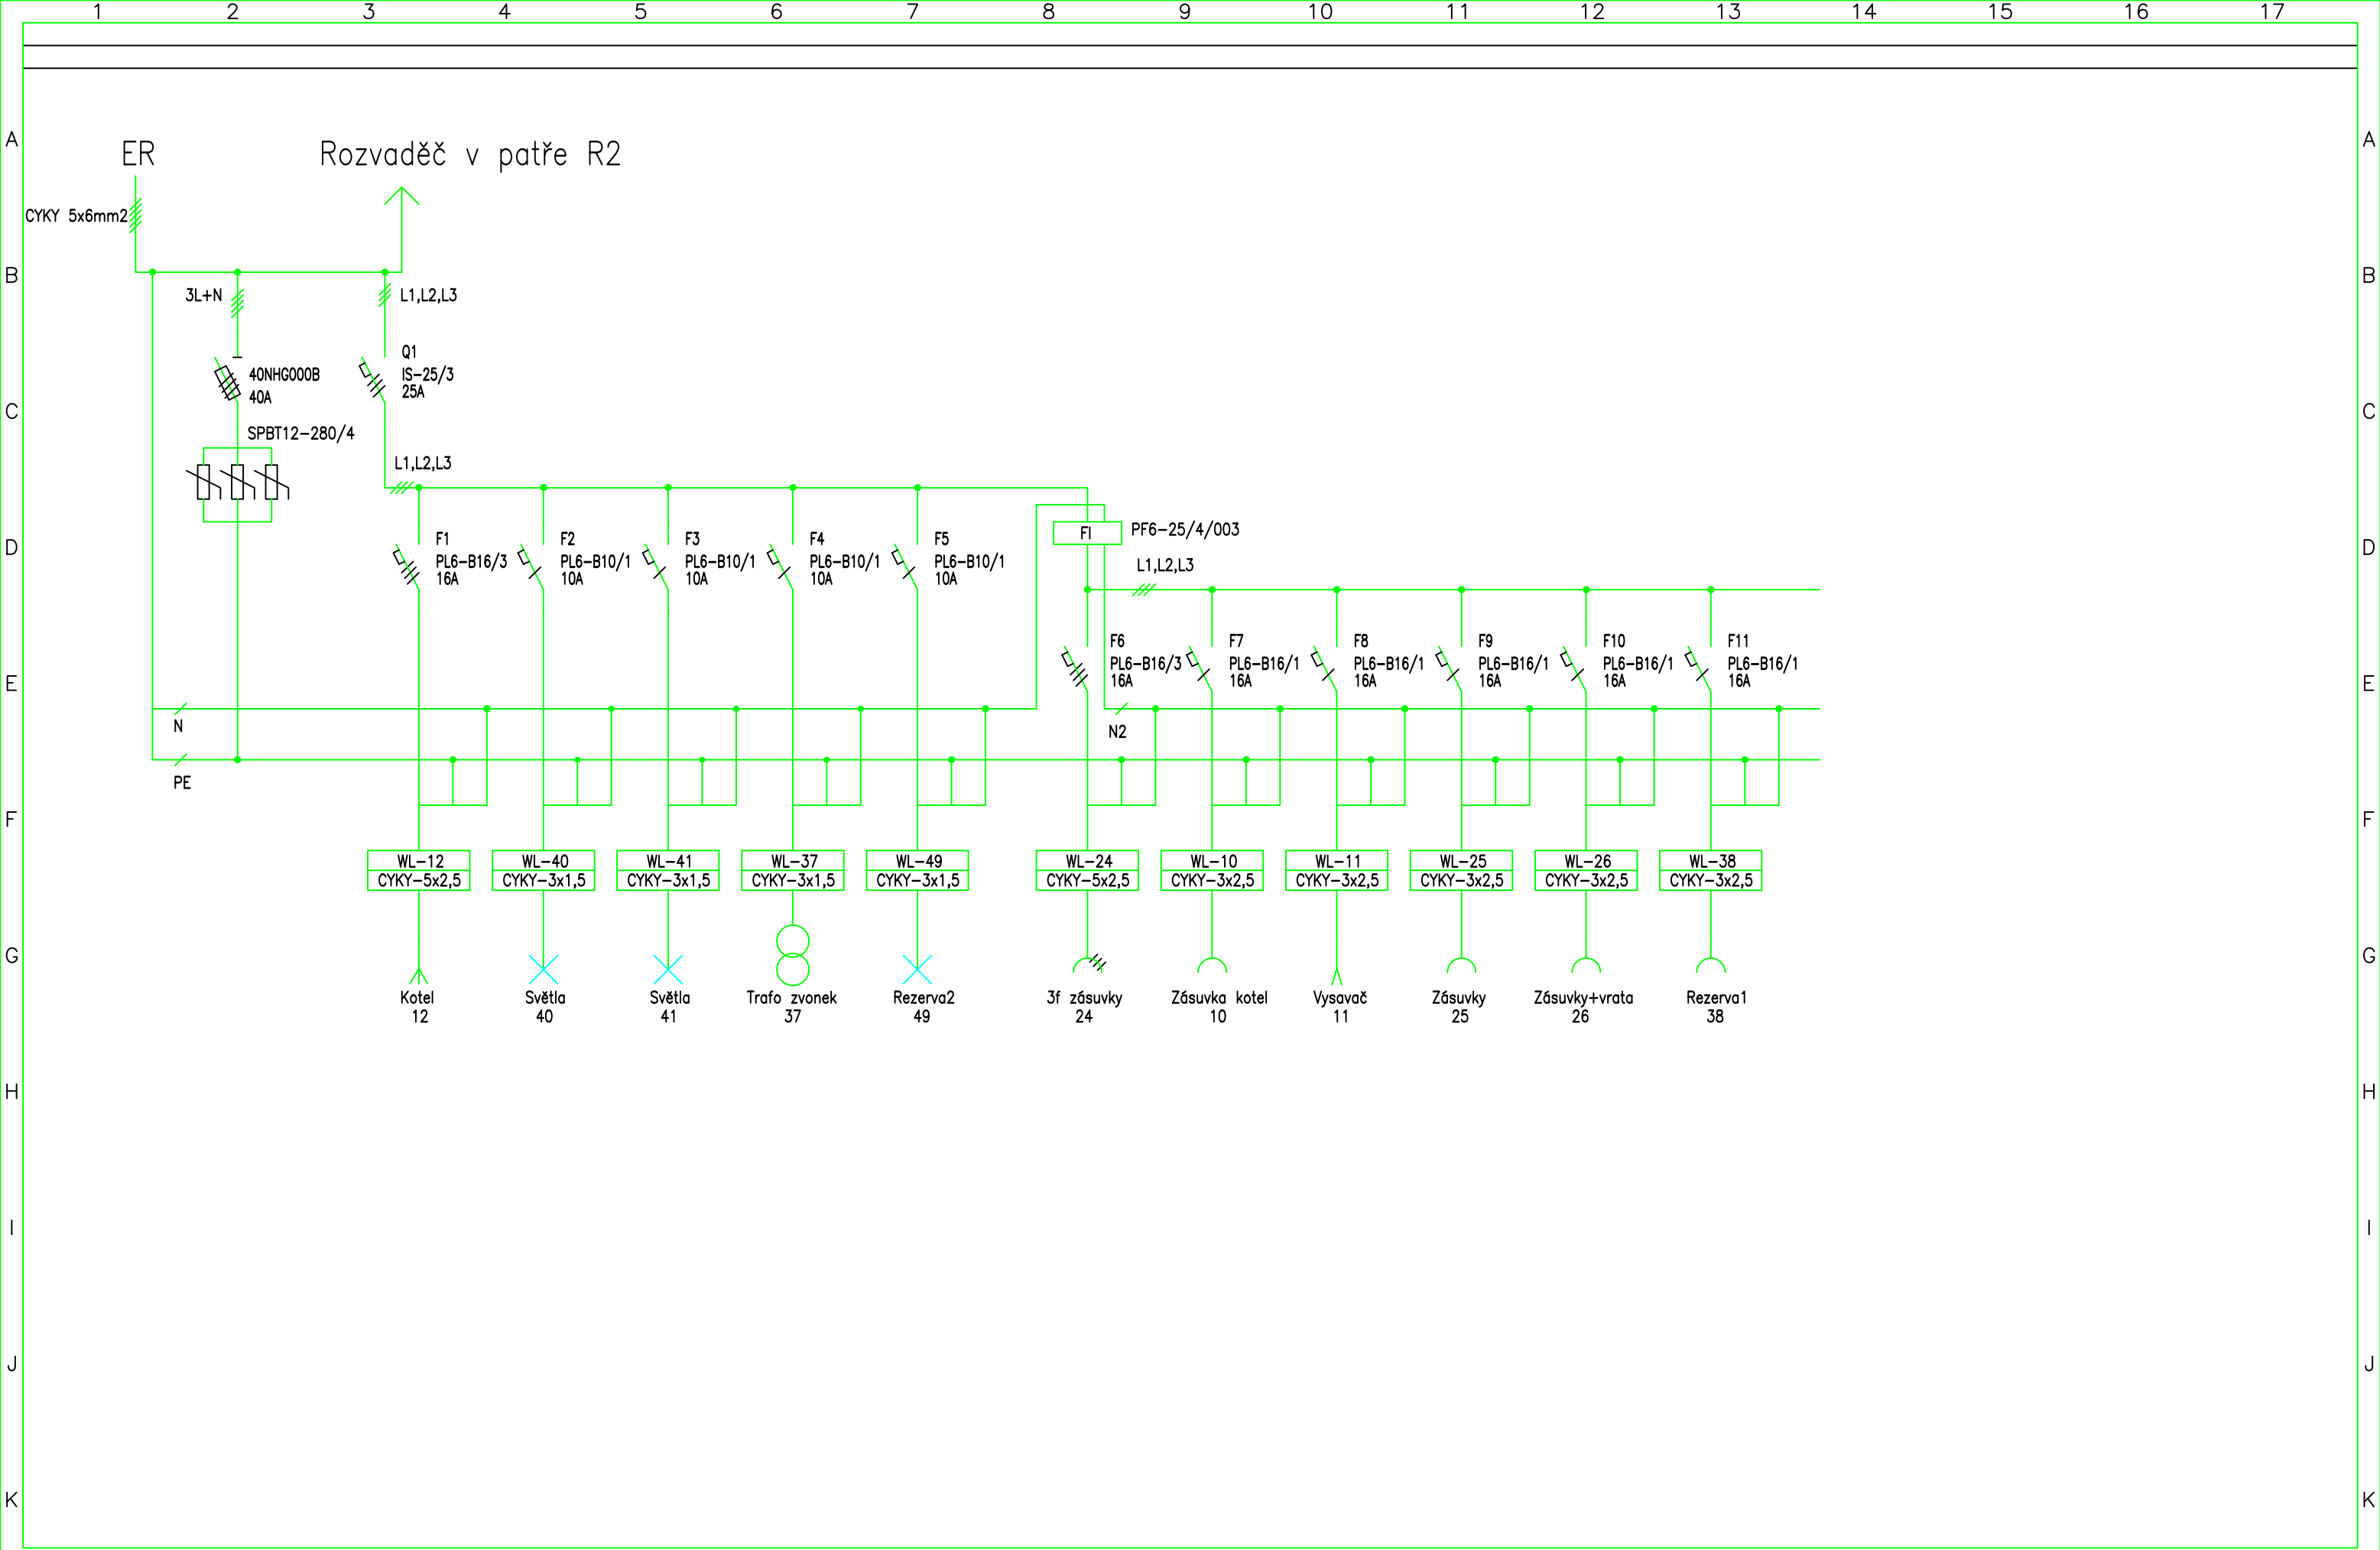 1 2 3 4 5 6 7 8 9 10 11 12 13 14 15 16 17
A A
ER Rozvaděč v patře R2
CYKY 5x6mm2
B B
3L+N L1,L2,L3
Q1
40NHG000B IS-25/3
40A 25A
C C
SPBT12-280/4
L1,L2,L3
D D
FI PF6-25/4/003
F1 F2 F3 F4 F5
PL6-B16/3 PL6-B10/1 PL6-B10/1 PL6-B10/1 PL6-B10/1
16A 10A 10A 10A 10A
L1,L2,L3
F6 F7 F8 F9 F10 F11
PL6-B16/3 PL6-B16/1 PL6-B16/1 PL6-B16/1 PL6-B16/1 PL6-B16/1
16A 16A 16A 16A 16A 16A
E E
N N2
PE
F F
WL-12 WL-40 WL-41 WL-37 WL-49 WL-24 WL-10 WL-11 WL-25 WL-26 WL-38
CYKY-5x2,5 CYKY-3x1,5 CYKY-3x1,5 CYKY-3x1,5 CYKY-3x1,5 CYKY-5x2,5 CYKY-3x2,5 CYKY-3x2,5 CYKY-3x2,5 CYKY-3x2,5 CYKY-3x2,5
G G
Kotel Světla Světla Trafo zvonek Rezerva2 3f zásuvky Zásuvka kotel Vysavač Zásuvky Zásuvky+vrata Rezerva1
12 40 41 37 49 24 10 11 25 26 38
H H
I I
J J
K K